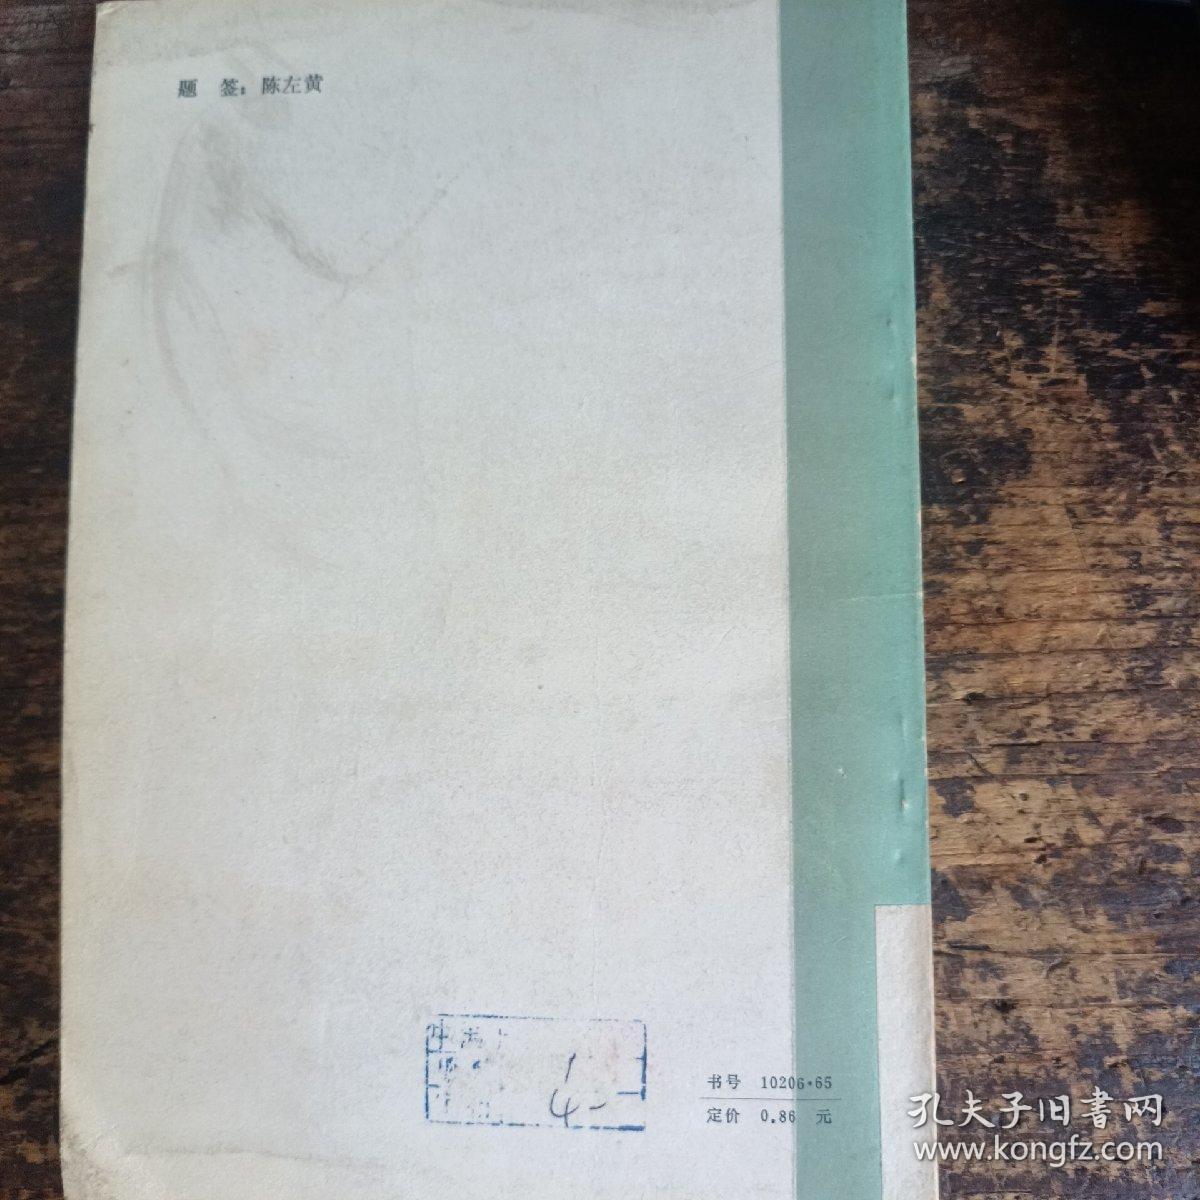 题 签：陈左黄
书号 10206·65
定价 0.86 元
孔夫子旧書网
www.kongfz.com